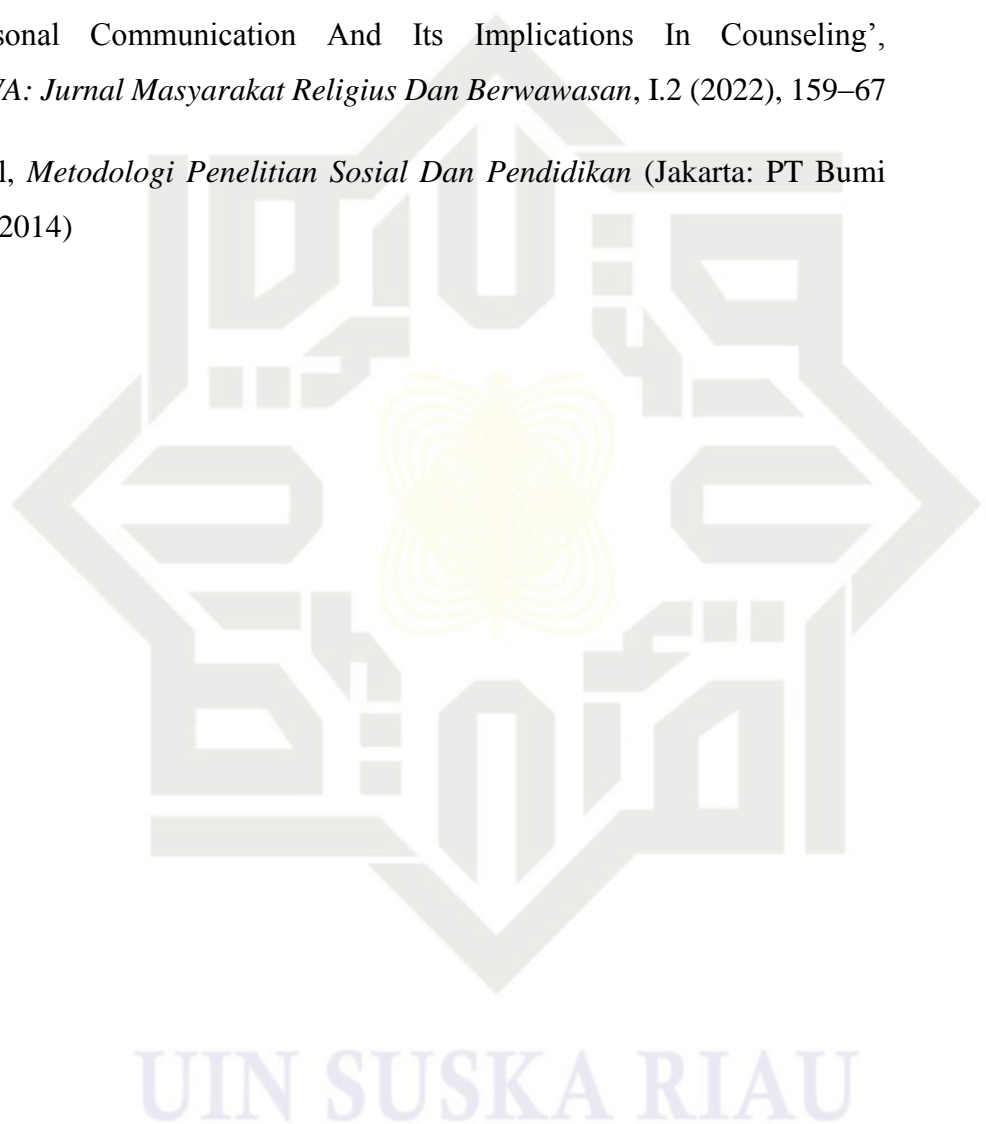 sonal Communication And Its Implications In Counseling’,
A: Jurnal Masyarakat Religius Dan Berwawasan, I.2 (2022), 159–67
l, Metodologi Penelitian Sosial Dan Pendidikan (Jakarta: PT Bumi
2014)
UIN SUSKA RIAU